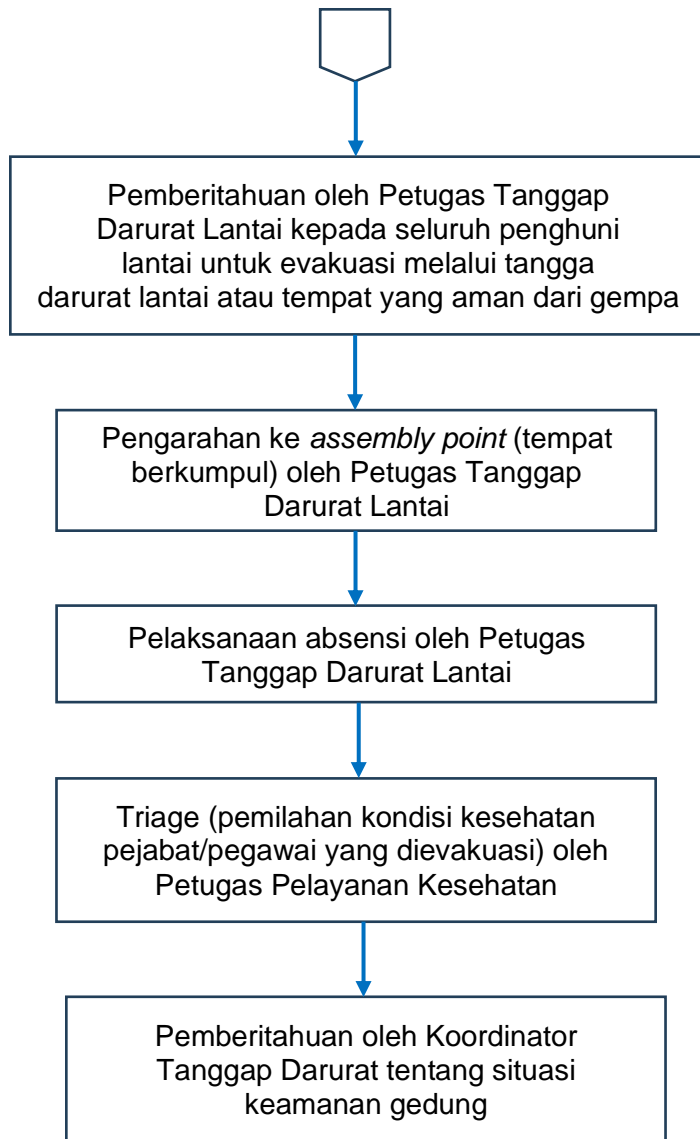 Pemberitahuan oleh Petugas Tanggap
Darurat Lantai kepada seluruh penghuni
lantai untuk evakuasi melalui tangga
darurat lantai atau tempat yang aman dari gempa
Pengarahan ke assembly point (tempat
berkumpul) oleh Petugas Tanggap
Darurat Lantai
Pelaksanaan absensi oleh Petugas
Tanggap Darurat Lantai
Triage (pemilahan kondisi kesehatan
pejabat/pegawai yang dievakuasi) oleh
Petugas Pelayanan Kesehatan
Pemberitahuan oleh Koordinator
Tanggap Darurat tentang situasi
keamanan gedung